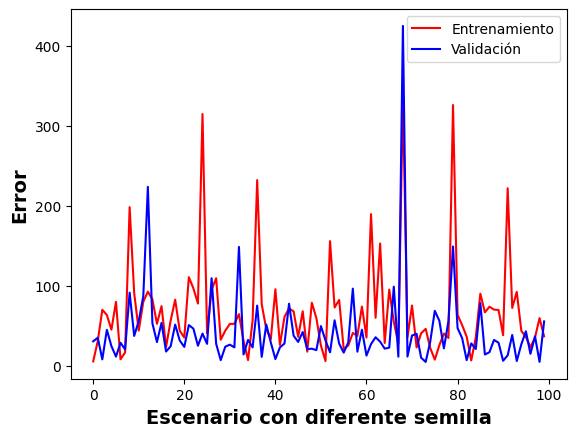 Entrenamiento
Validación
400
300
200
100
0
Error
0 20 40 60 80 100
Escenario con diferente semilla